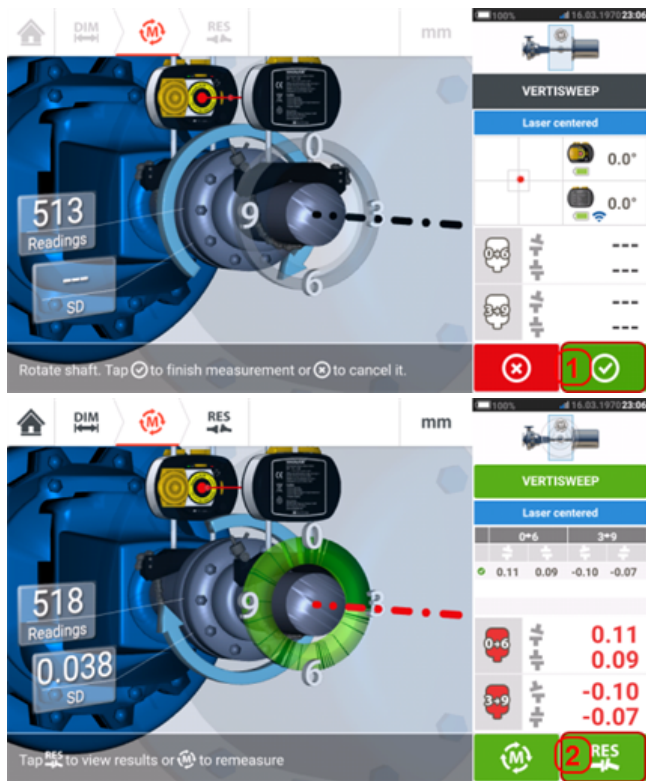 100% 16.03.1970 23:06
DIM
M
RES
mm
VERTISWEEP
Laser centered
0.0°
0.0°
0
9 3
6
513
Readings
---
SD
0•6 ---
---
3•9 ---
---
Rotate shaft. Tap to finish measurement or to cancel it.
1
100% 16.03.1970 23:06
DIM
M
RES
mm
VERTISWEEP
Laser centered
0•6 3•9
0.11 0.09 -0.10 -0.07
0
9 3
6
518
Readings
0.038
SD
0•6 0.11
0.09
3•9 -0.10
-0.07
Tap RES to view results or M to remeasure
M
2 RES